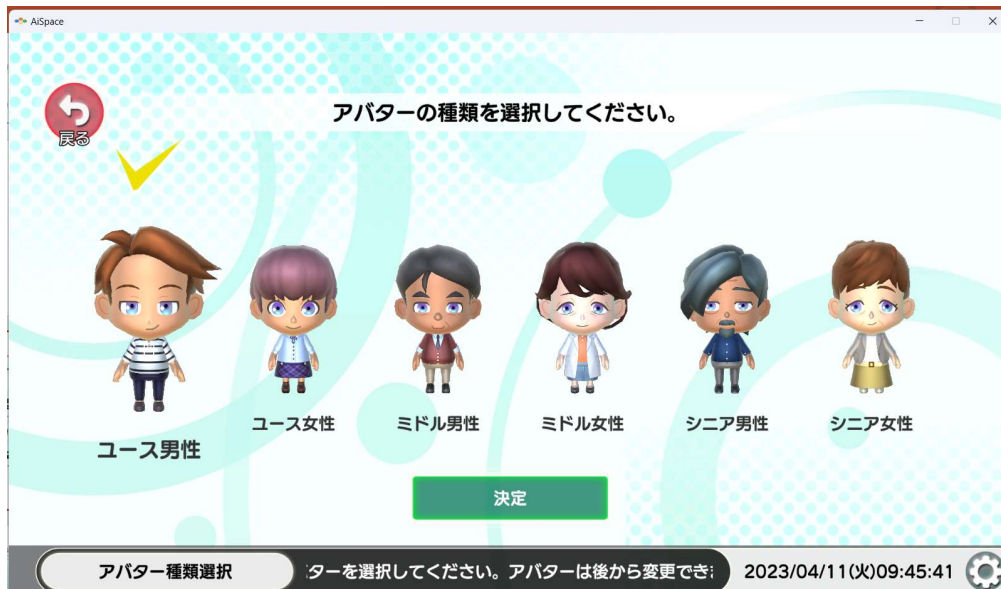 AiSpace
アバターの種類を選択してください。
戻る
ユース男性
ユース女性
ミドル男性
ミドル女性
シニア男性
シニア女性
決定
アバター種類選択
ターを選択してください。アバターは後から変更でき
2023/04/11(火)09:45:41